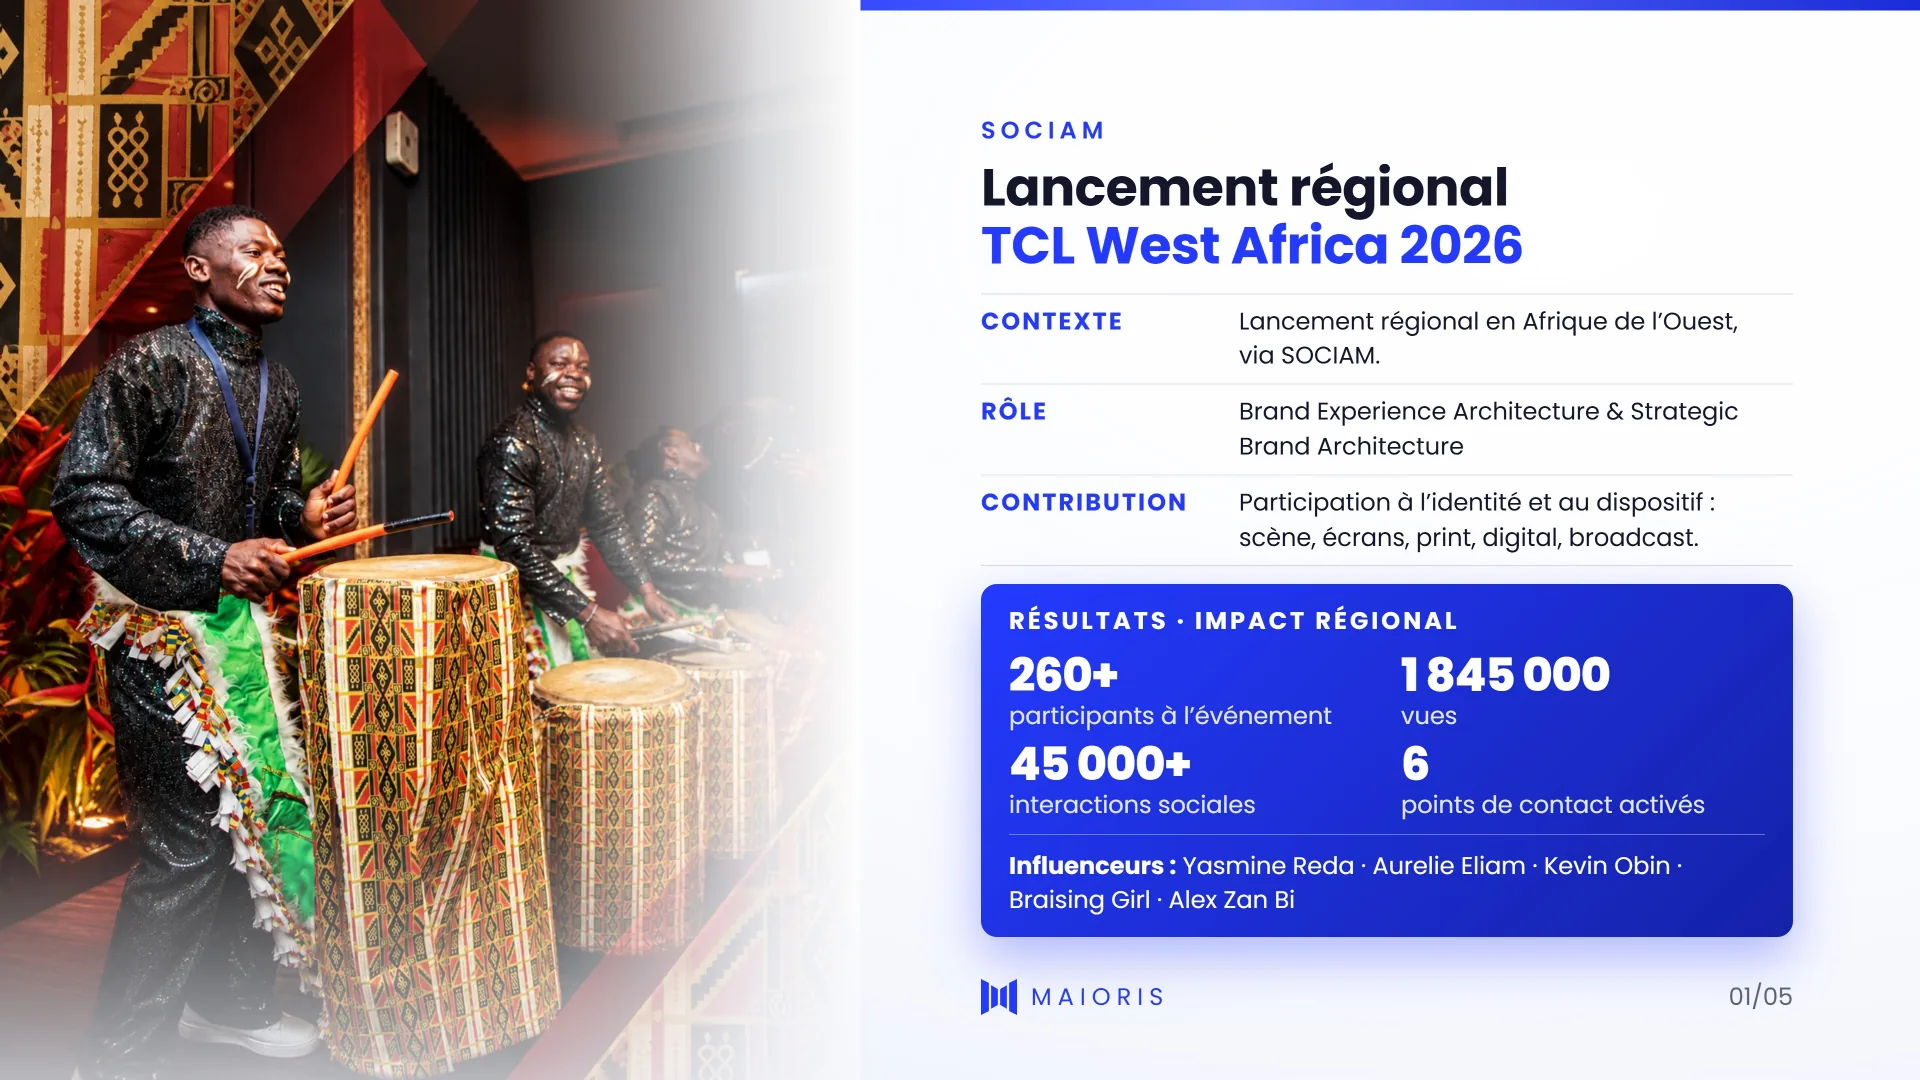 SOCIAM
Lancement régional
TCL West Africa 2026
CONTEXTE
Lancement régional en Afrique de l’Ouest,
via SOCIAM.
RÔLE
Brand Experience Architecture & Strategic
Brand Architecture
CONTRIBUTION
Participation à l’identité et au dispositif :
scène, écrans, print, digital, broadcast.
RÉSULTATS · IMPACT RÉGIONAL
260+
participants à l’événement
1 845 000
vues
45 000+
interactions sociales
6
points de contact activés
Influenceurs : Yasmine Reda · Aurelie Eliam · Kevin Obin ·
Braising Girl · Alex Zan Bi
MAIORIS
01/05